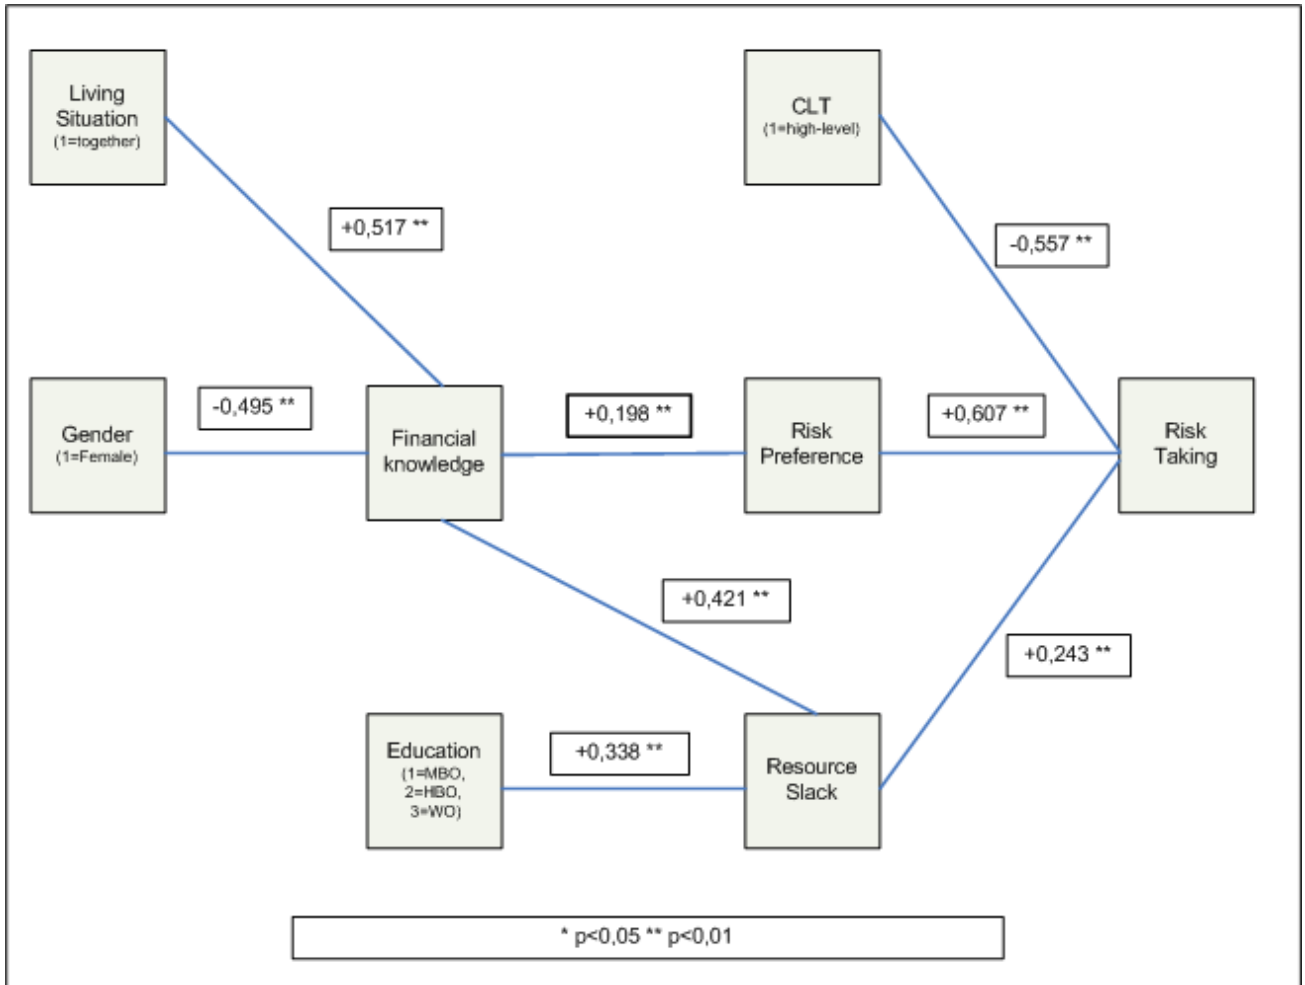 Living
Situation
(1=together)
CLT
(1=high-level)
+0,517 **
-0,557 **
Gender
(1=Female)
-0,495 **
Financial
knowledge
+0,198 **
Risk
Preference
+0,607 **
Risk
Taking
+0,421 **
+0,243 **
Education
(1=MBO,
2=HBO,
3=WO)
+0,338 **
Resource
Slack
* p<0,05 ** p<0,01